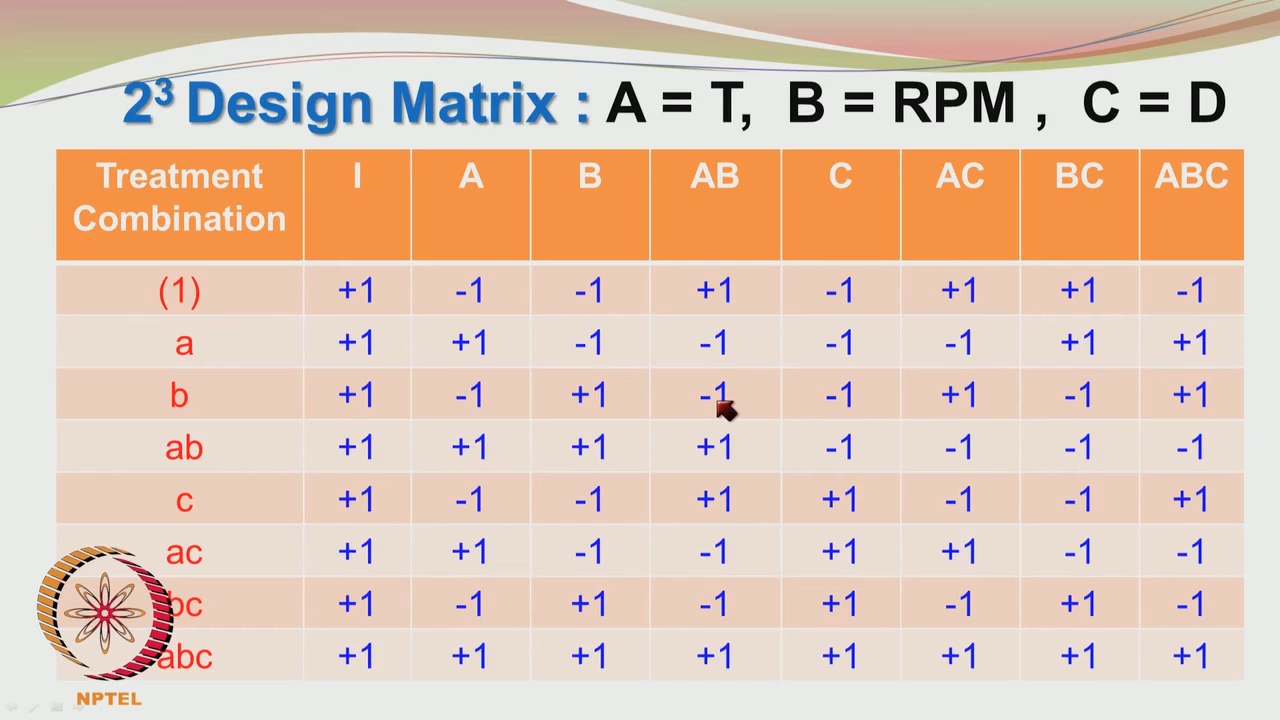 2³ Design Matrix : A = T, B = RPM , C = D
Treatment Combination I A B AB C AC BC ABC
(1) +1 -1 -1 +1 -1 +1 +1 -1
a +1 +1 -1 -1 -1 -1 +1 +1
b +1 -1 +1 -1 -1 +1 -1 +1
ab +1 +1 +1 +1 -1 -1 -1 -1
c +1 -1 -1 +1 +1 -1 -1 +1
ac +1 +1 -1 -1 +1 +1 -1 -1
bc +1 -1 +1 -1 +1 -1 +1 -1
abc +1 +1 +1 +1 +1 +1 +1 +1
NPTEL